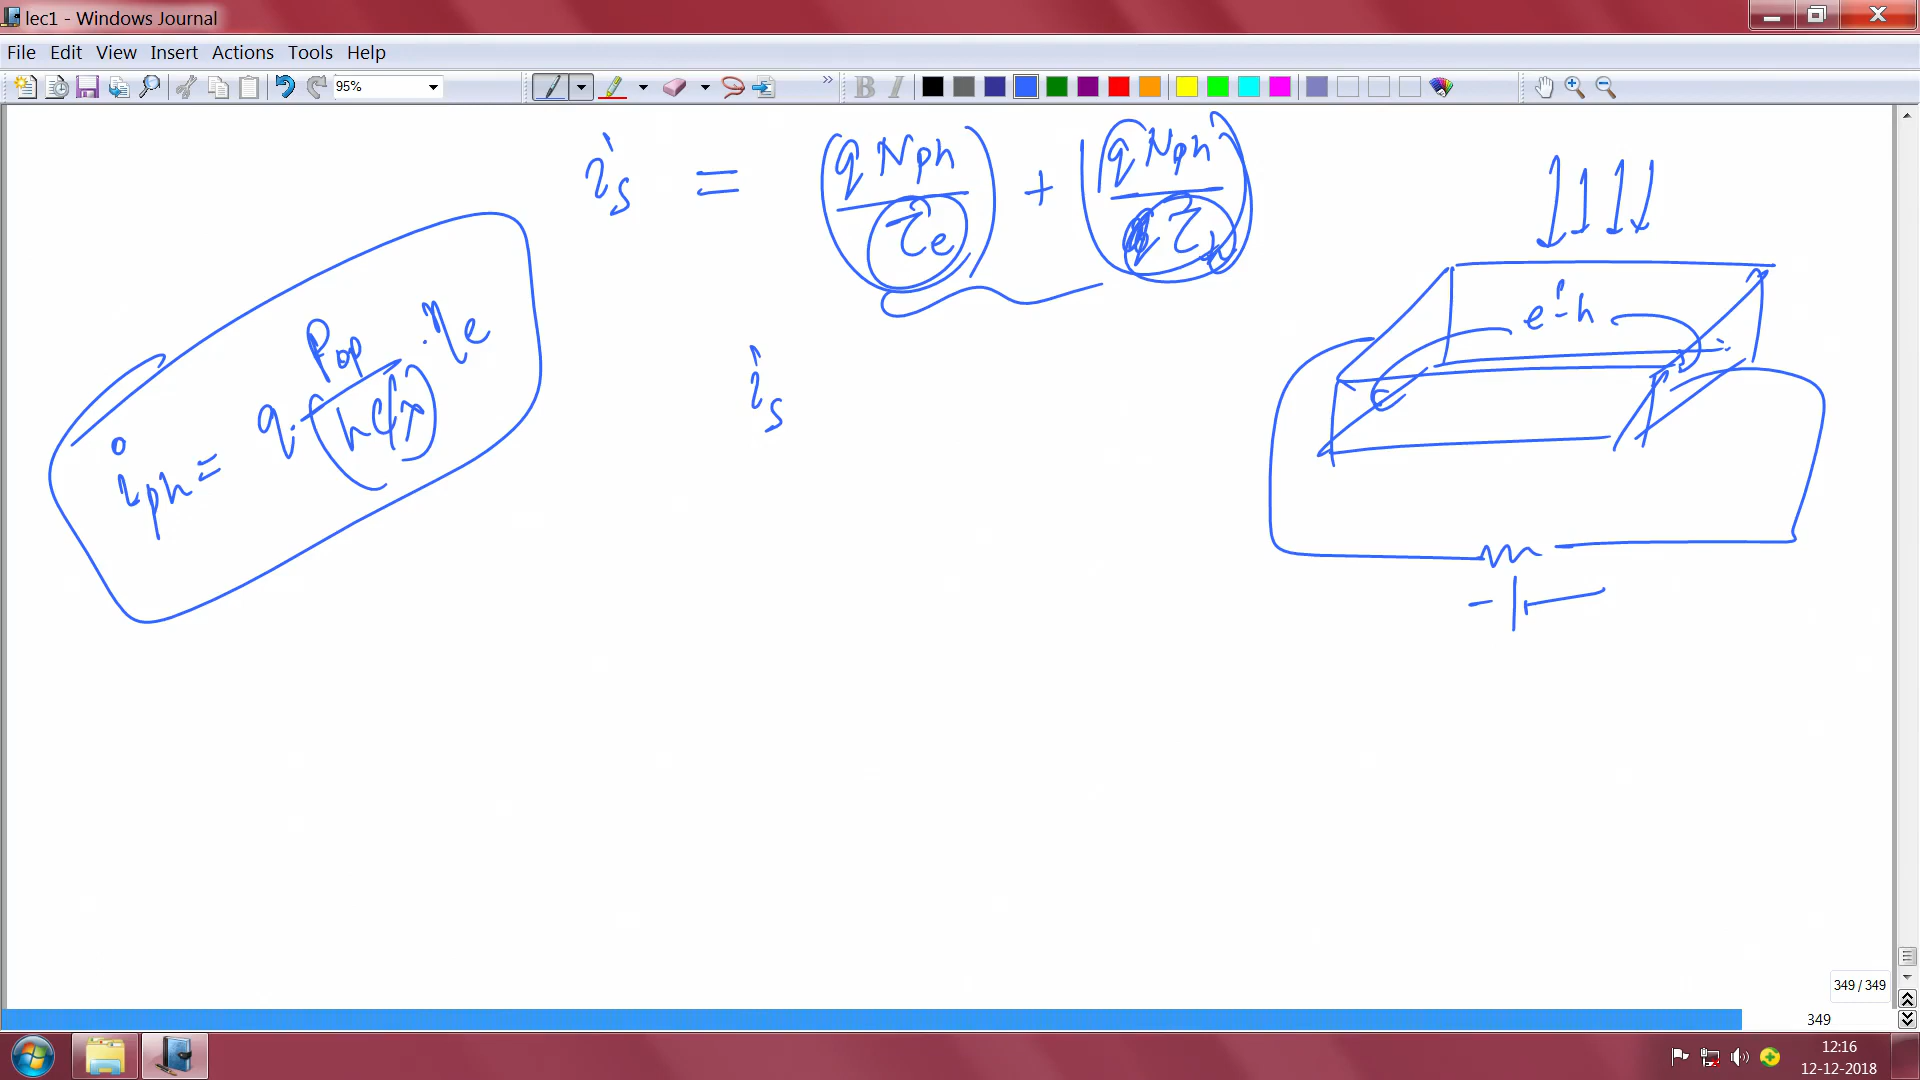 lec1 - Windows Journal
File Edit View Insert Actions Tools Help
95%
B I
i_s = (q N_ph / τ_e) + (q N_ph / τ_h)
i_ph = q . P_op / (hc/λ) . η_e
i_s
e - h
349 / 349
349
12:16
12-12-2018